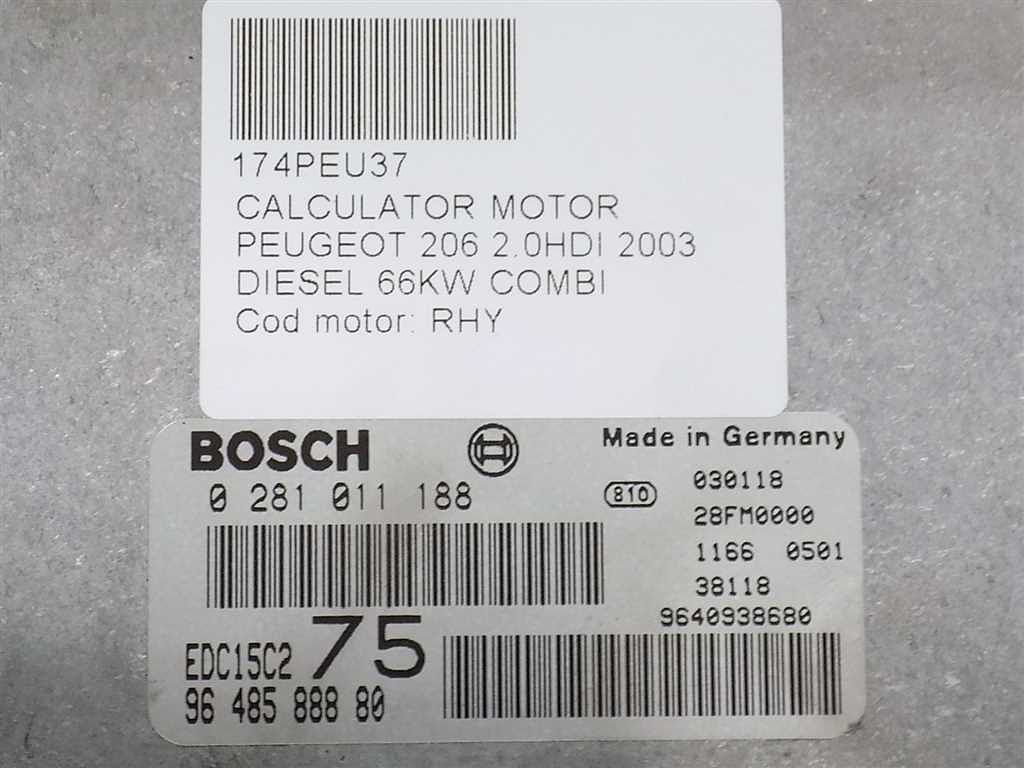 174PEU37
CALCULATOR MOTOR
PEUGEOT 206 2.0HDI 2003
DIESEL 66KW COMBI
Cod motor: RHY
BOSCH
Made in Germany
0 281 011 188
810
030118
28FM0000
1166 0501
38118
9640938680
EDC15C2 75
96 485 888 80